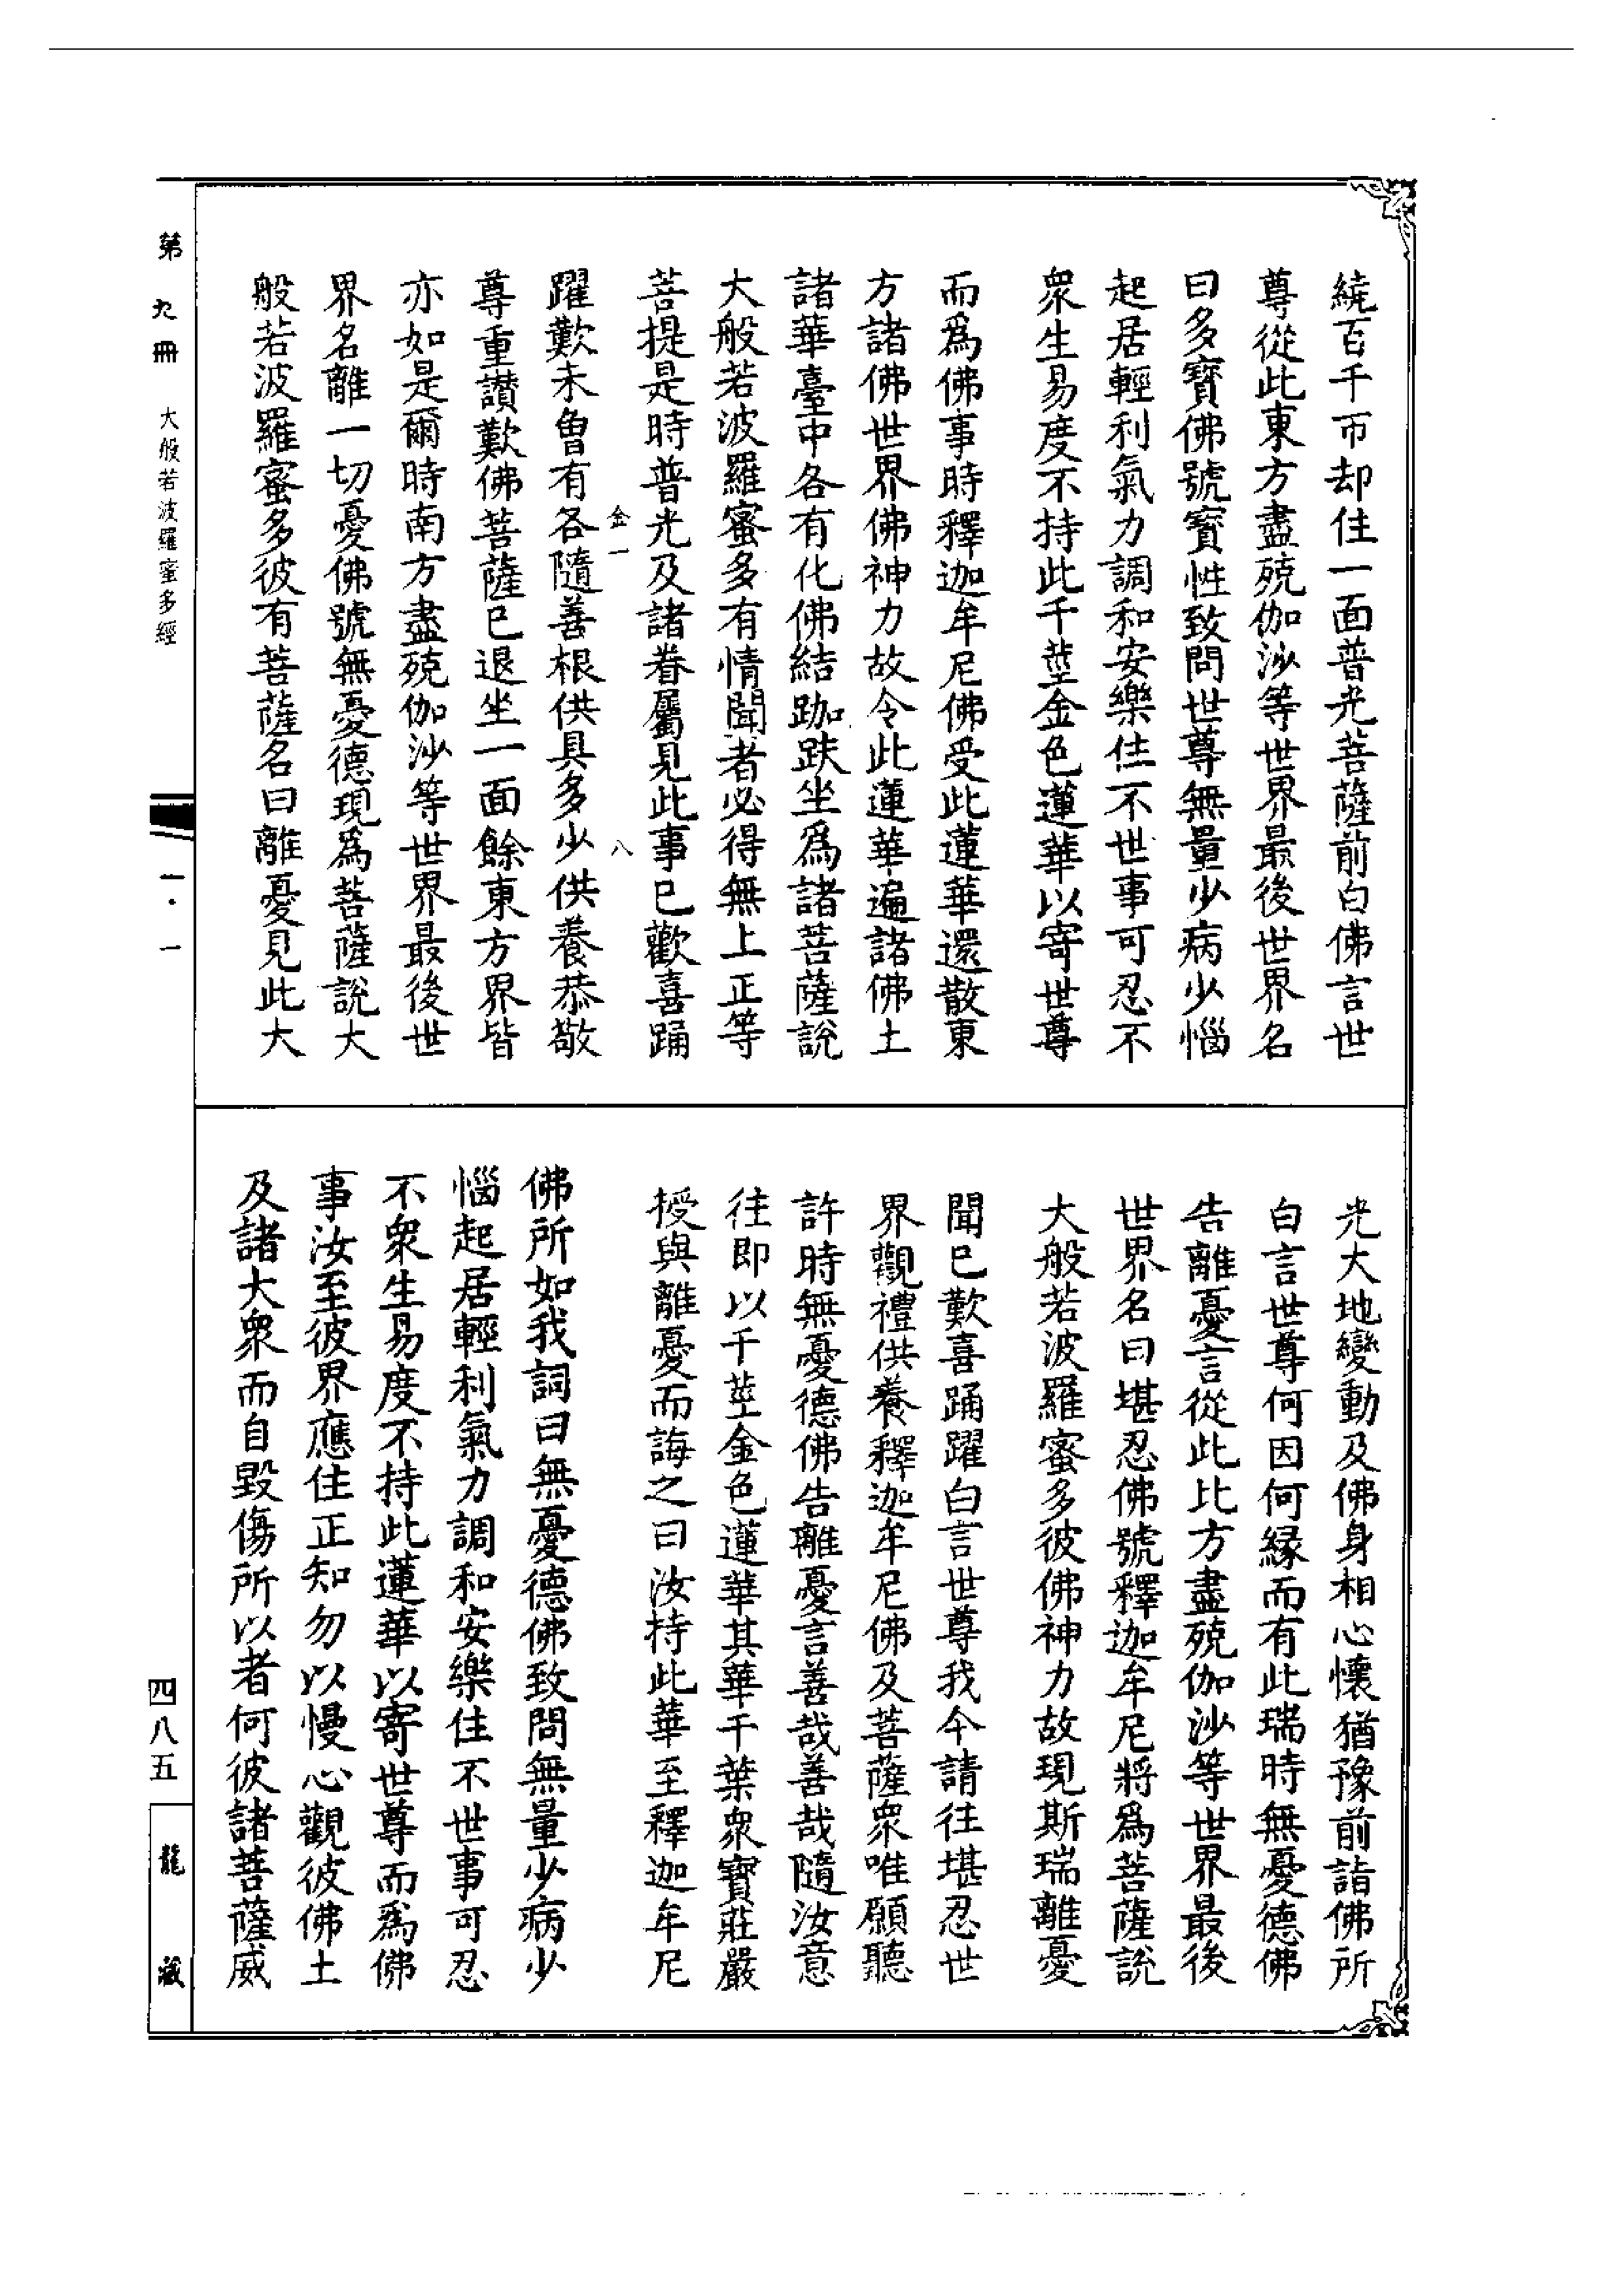 繞百千帀却住一面普光菩薩前白佛言世
尊從此東方盡殑伽沙等世界最後世界名
曰多寶佛號寶性致問世尊無量少病少惱
起居輕利氣力調和安樂住不世事可忍不
眾生易度不持此千莖金色蓮華以寄世尊
而爲佛事時釋迦牟尼佛受此蓮華還散東
方諸佛世界佛神力故令此蓮華遍諸佛土
諸華臺中各有化佛結跏趺坐爲諸菩薩說
大般若波羅蜜多有情聞者必得無上正等
菩提是時普光及諸眷屬見此事已歡喜踊
金一 八
躍歎未曾有各隨善根供具多少供養恭敬
尊重讚歎佛菩薩已退坐一面餘東方界皆
亦如是爾時南方盡殑伽沙等世界最後世
界名離一切憂佛號無憂德現爲菩薩說大
般若波羅蜜多彼有菩薩名曰離憂見此大
光大地變動及佛身相心懷猶豫前詣佛所
白言世尊何因何緣而有此瑞時無憂德佛
告離憂言從此北方盡殑伽沙等世界最後
世界名曰堪忍佛號釋迦牟尼將爲菩薩說
大般若波羅蜜多彼佛神力故現斯瑞離憂
聞已歡喜踊躍白言世尊我今請往堪忍世
界觀禮供養釋迦牟尼佛及菩薩眾唯願聽
許時無憂德佛告離憂言善哉善哉隨汝意
往即以千莖金色蓮華其華千葉眾寶莊嚴
授與離憂而誨之曰汝持此華至釋迦牟尼
佛所如我詞曰無憂德佛致問無量少病少
惱起居輕利氣力調和安樂住不世事可忍
不眾生易度不持此蓮華以寄世尊而爲佛
事汝至彼界應住正知勿以慢心觀彼佛土
及諸大眾而自毀傷所以者何彼諸菩薩威
第九冊 大般若波羅蜜多經
一·一
四八五
龍藏